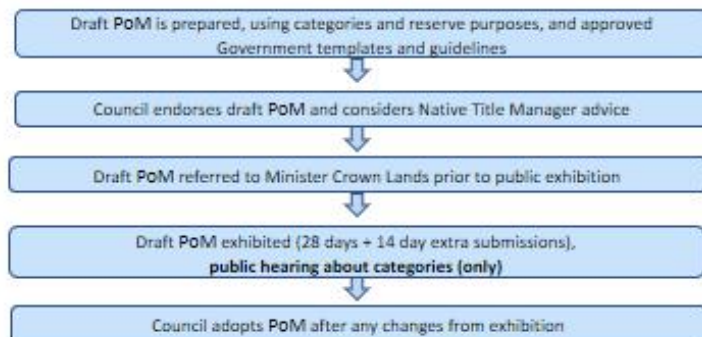 Draft PoM is prepared, using categories and reserve purposes, and approved
Government templates and guidelines
Council endorses draft PoM and considers Native Title Manager advice
Draft PoM referred to Minister Crown Lands prior to public exhibition
Draft PoM exhibited (28 days + 14 day extra submissions),
public hearing about categories (only)
Council adopts PoM after any changes from exhibition